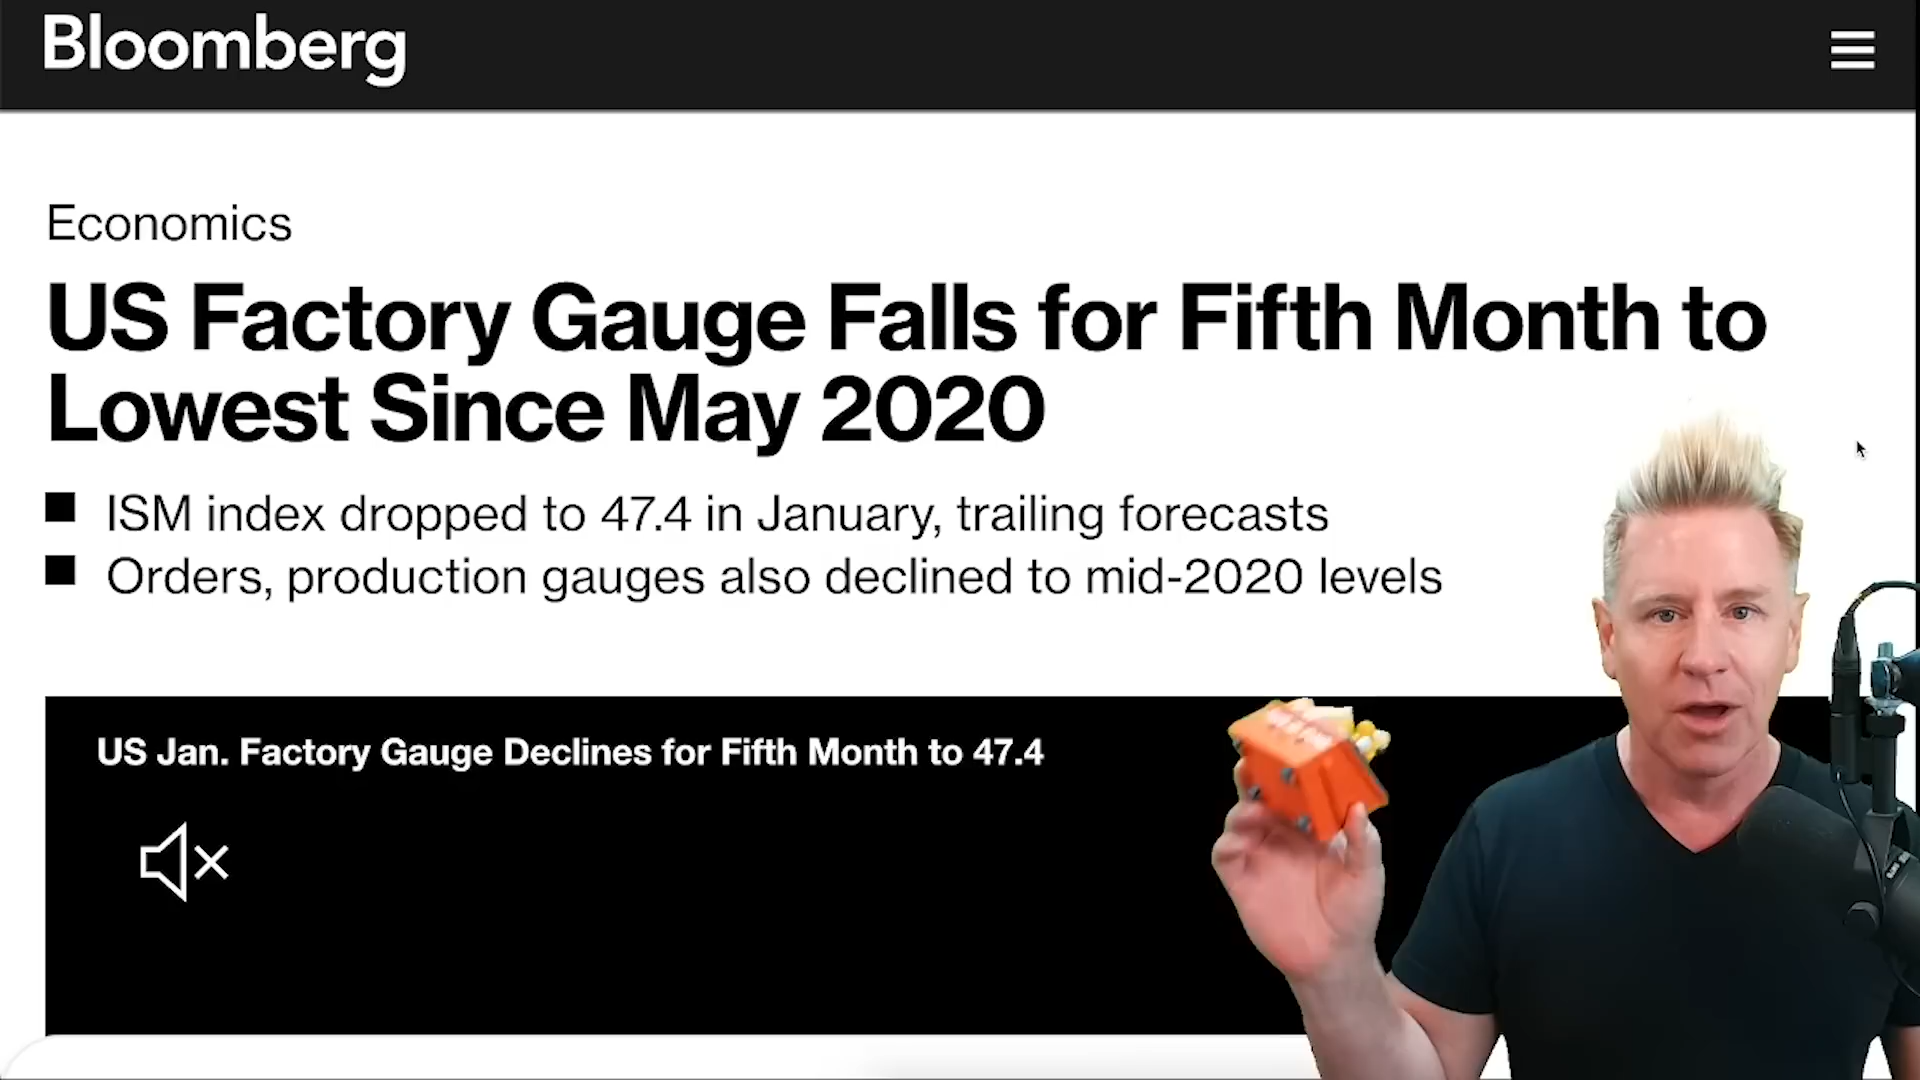 Bloomberg
Economics
US Factory Gauge Falls for Fifth Month to
Lowest Since May 2020
ISM index dropped to 47.4 in January, trailing forecasts
Orders, production gauges also declined to mid-2020 levels
US Jan. Factory Gauge Declines for Fifth Month to 47.4